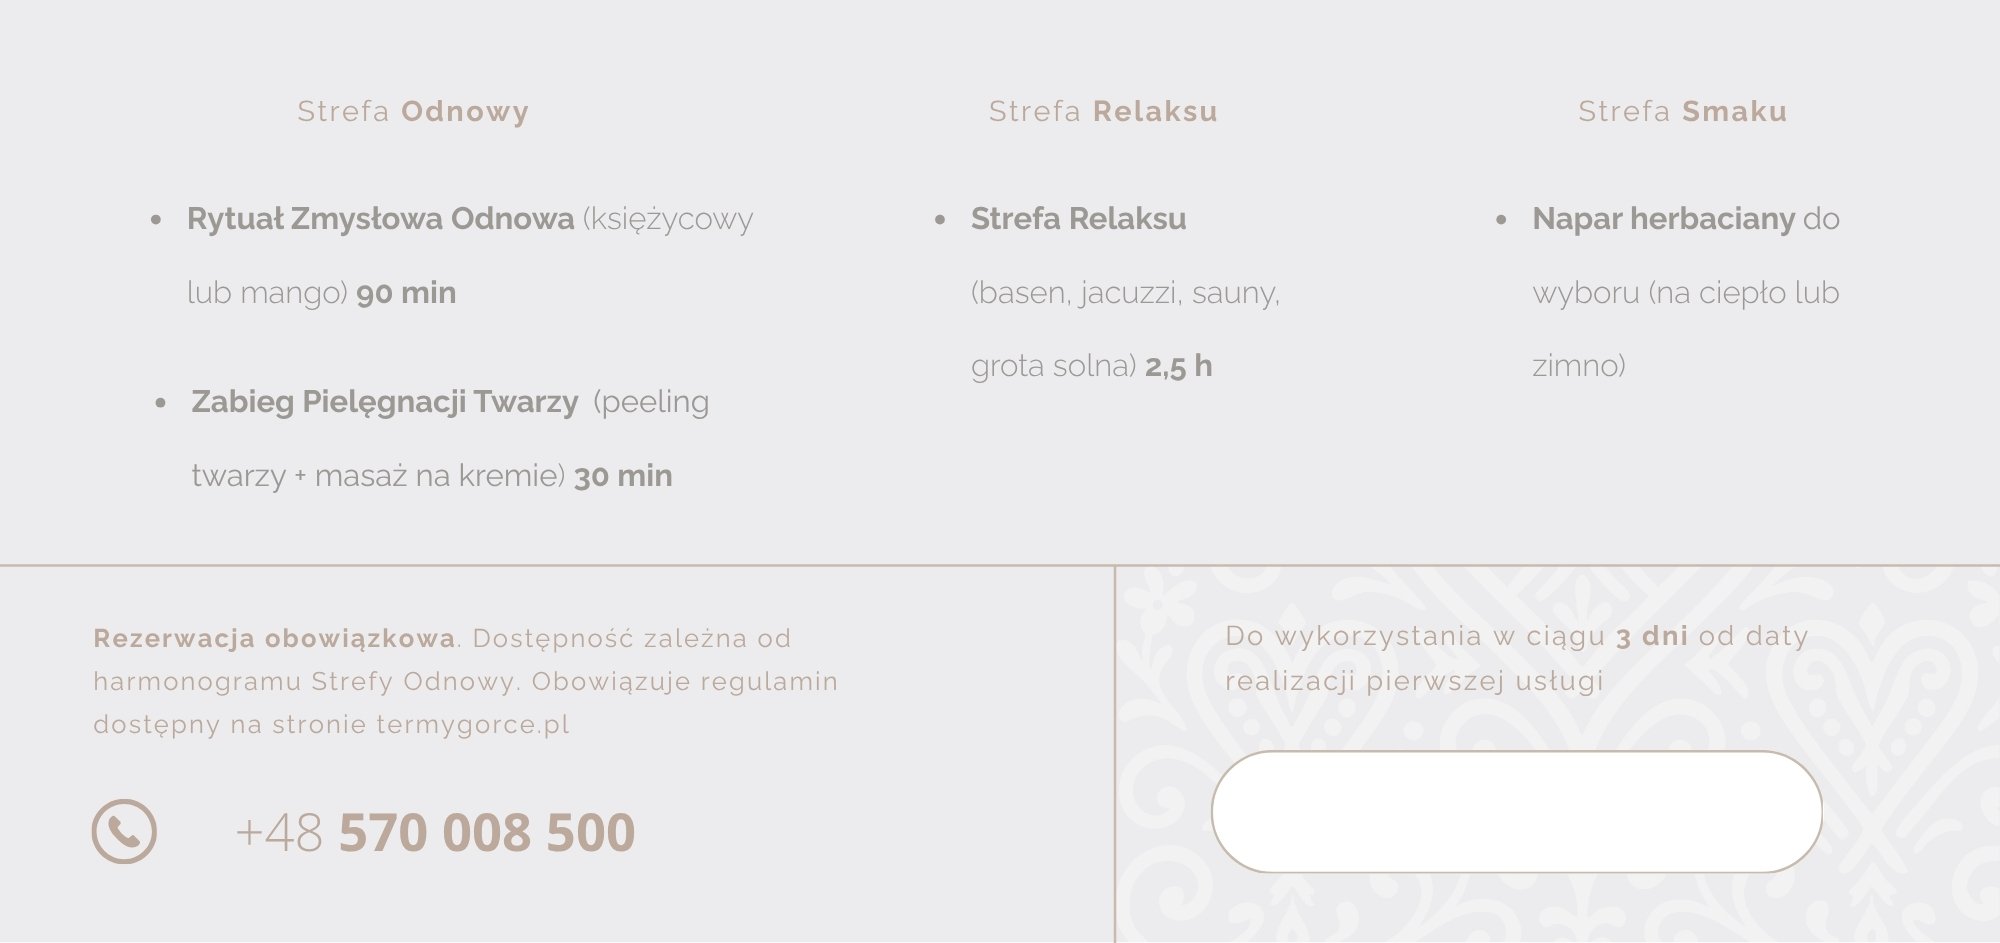 Strefa Odnowy
• Rytuał Zmysłowa Odnowa (księżycowy
lub mango) 90 min
• Zabieg Pielęgnacji Twarzy (peeling
twarzy + masaż na kremie) 30 min
Strefa Relaksu
• Strefa Relaksu
(basen, jacuzzi, sauny,
grota solna) 2,5 h
Strefa Smaku
• Napar herbaciany do
wyboru (na ciepło lub
zimno)
Rezerwacja obowiązkowa. Dostępność zależna od
harmonogramu Strefy Odnowy. Obowiązuje regulamin
dostępny na stronie termygorce.pl
+48 570 008 500
Do wykorzystania w ciągu 3 dni od daty
realizacji pierwszej usługi